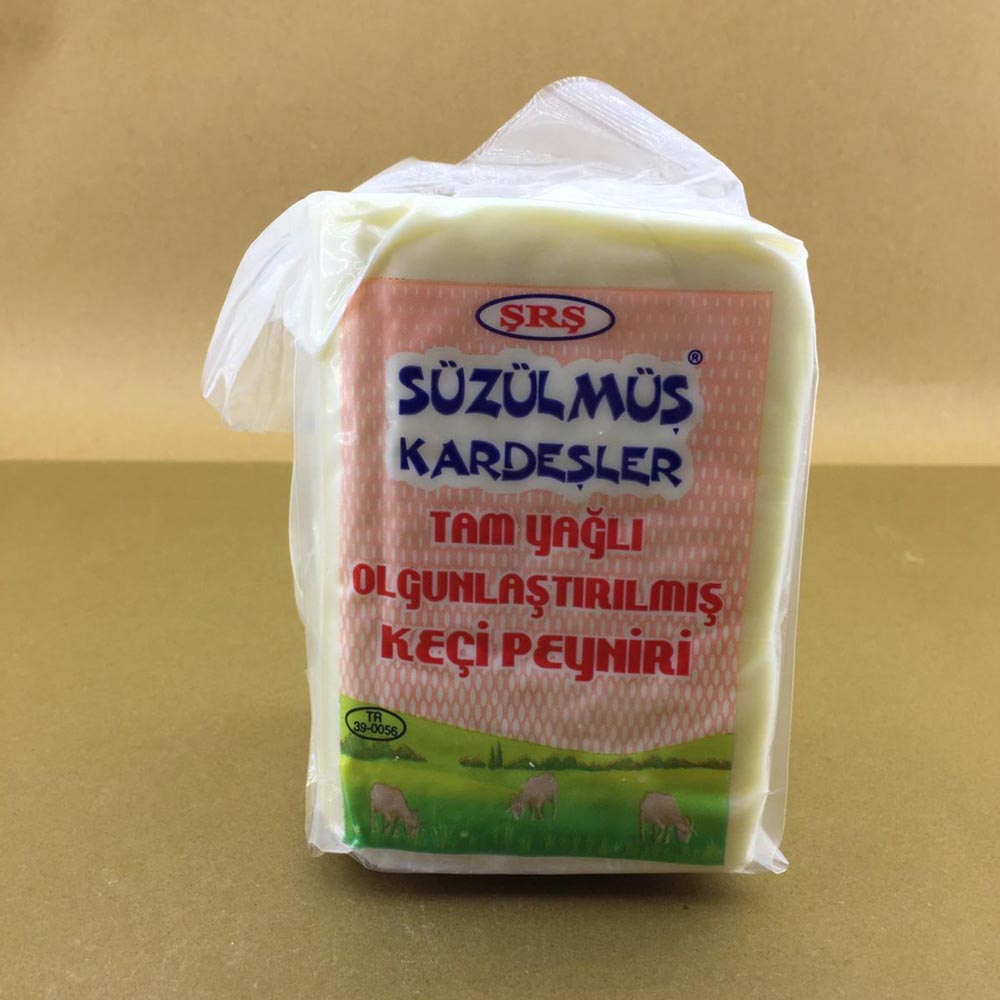 ŞRŞ
SÜZÜLMÜŞ ®
KARDEŞLER
TAM YAĞLI
OLGUNLAŞTIRILMIŞ
KEÇİ PEYNİRİ
TR
39-0056